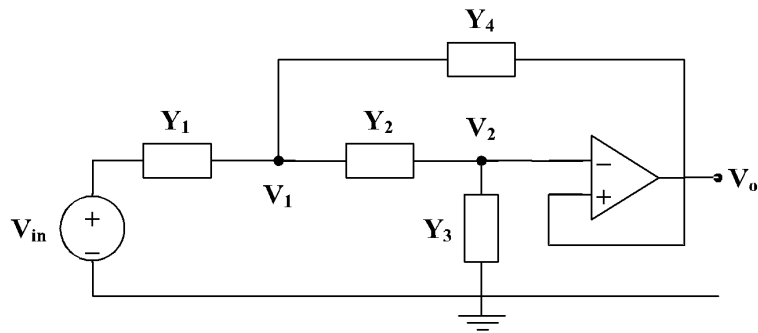 Y₄
Y₁
Y₂
V₂
V₁
−
+
Vₒ
+
−
Vᵢₙ
Y₃